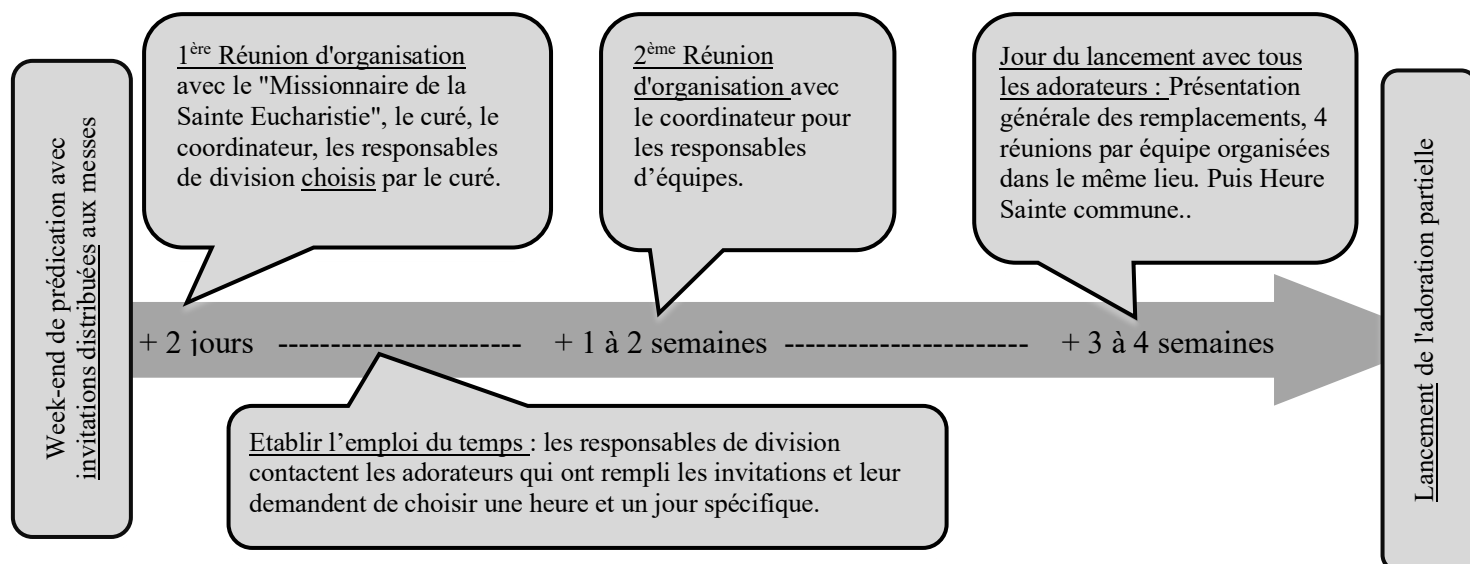 Week-end de prédication avec
invitations distribuées aux messes
1ère Réunion d'organisation
avec le "Missionnaire de la
Sainte Eucharistie", le curé, le
coordinateur, les responsables
de division choisis par le curé.
2ème Réunion
d'organisation avec
le coordinateur pour
les responsables
d’équipes.
Jour du lancement avec tous
les adorateurs : Présentation
générale des remplacements, 4
réunions par équipe organisées
dans le même lieu. Puis Heure
Sainte commune..
+ 2 jours ----------------------- + 1 à 2 semaines ----------------------- + 3 à 4 semaines
Etablir l’emploi du temps : les responsables de division
contactent les adorateurs qui ont rempli les invitations et leur
demandent de choisir une heure et un jour spécifique.
Lancement de l'adoration partielle